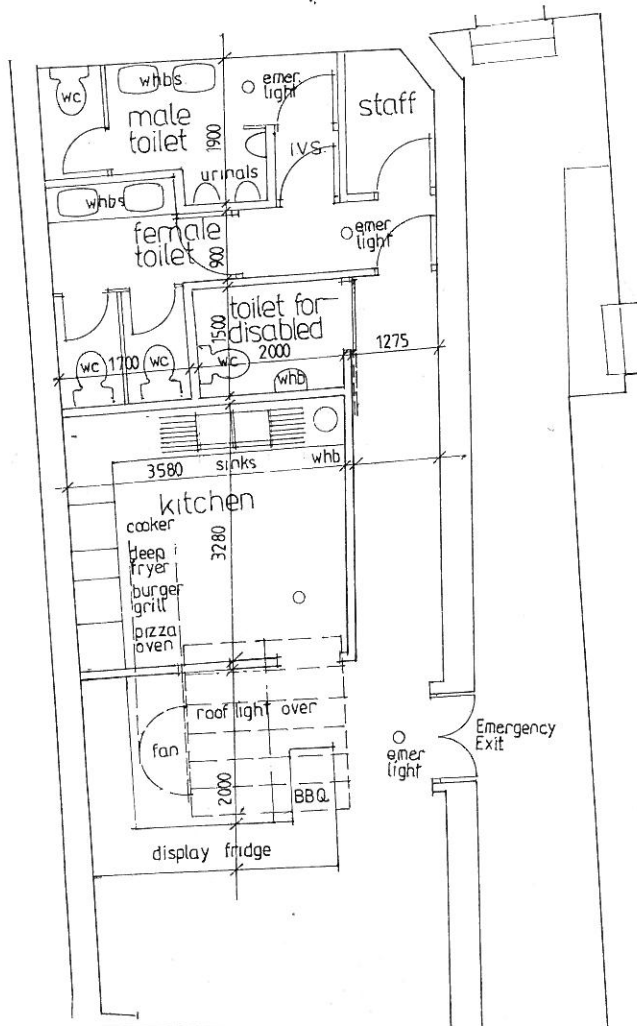 wc
whbs
emer.
light
staff
male
toilet
1900
I.V.S.
urinals
whbs
female
toilet
900
emer
light
toilet for
disabled
1500
1700
2000
1275
wc
wc
wc
whb
3580
sinks
whb
kitchen
cooker
3280
deep
fryer
burger
grill
pizza
oven
roof light over
fan
emer
light
Emergency
Exit
2000
BBQ
display fridge